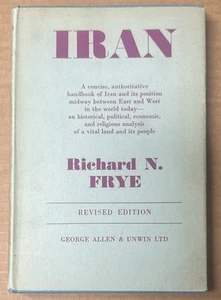 IRAN
A concise, authoritative
handbook of Iran and its position
midway between East and West
in the world today—
an historical, political, economic,
and religious analysis
of a vital land and its people
Richard N.
FRYE
REVISED EDITION
GEORGE ALLEN & UNWIN LTD